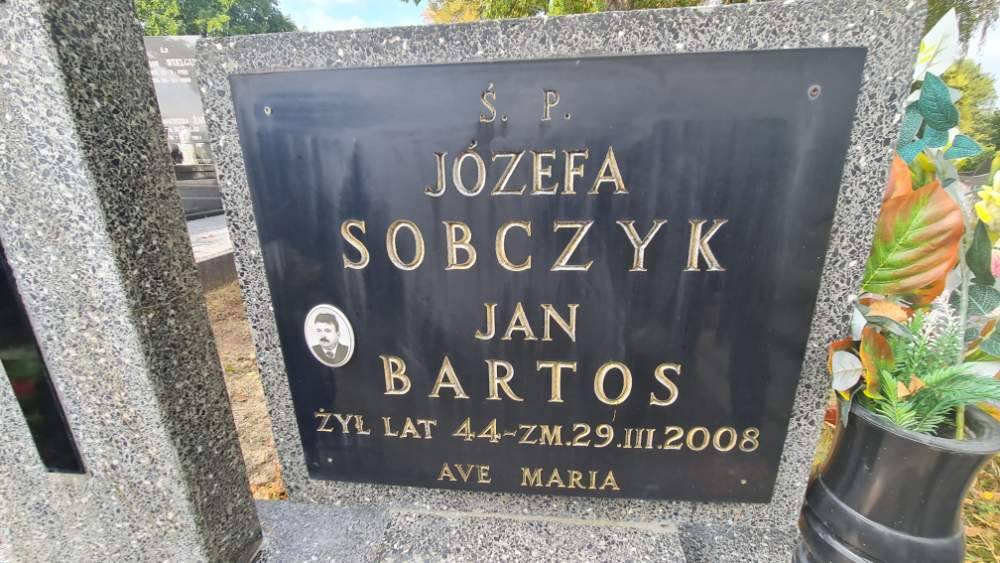 Ś. P.
JÓZEFA
SOBCZYK
JAN
BARTOS
ŻYŁ LAT 44-ZM.29.III.2008
AVE MARIA